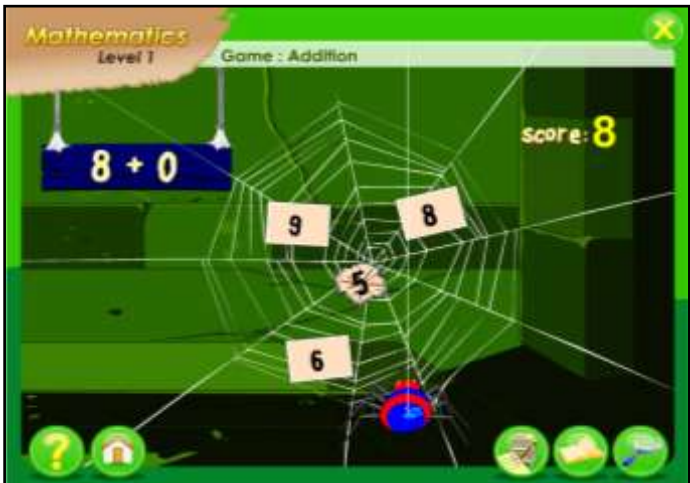 Mathematics
Level 1
Game : Addition
score: 8
8 + 0
9
8
5
6
?
X